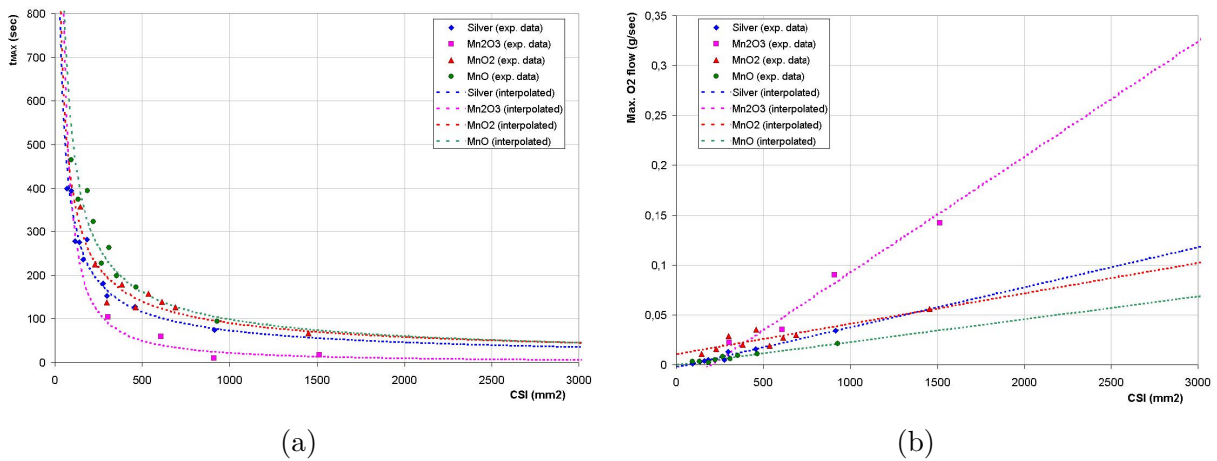 tMAX (sec)
800
700
600
500
400
300
200
100
0
0 500 1000 1500 2000 2500 3000
CSI (mm2)
Silver (exp. data)
Mn2O3 (exp. data)
MnO2 (exp. data)
MnO (exp. data)
Silver (interpolated)
Mn2O3 (interpolated)
MnO2 (interpolated)
MnO (interpolated)
(a)
Max. O2 flow (g/sec)
0,35
0,3
0,25
0,2
0,15
0,1
0,05
0
0 500 1000 1500 2000 2500 3000
CSI (mm2)
Silver (exp. data)
Mn2O3 (exp. data)
MnO2 (exp. data)
MnO (exp. data)
Silver (interpolated)
Mn2O3 (interpolated)
MnO2 (interpolated)
MnO (interpolated)
(b)